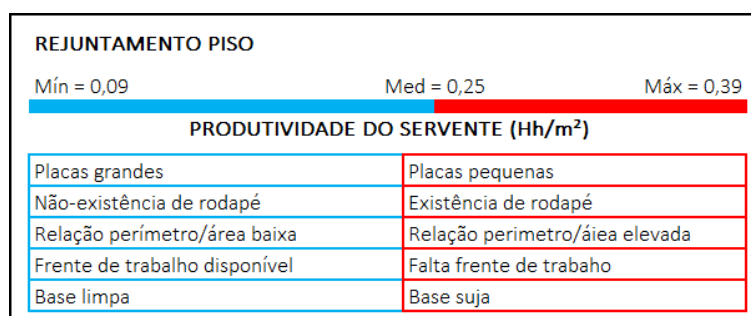 REJUNTAMENTO PISO
Mín = 0,09 Med = 0,25 Máx = 0,39
PRODUTIVIDADE DO SERVENTE (Hh/m²)
Placas grandes Placas pequenas
Não-existência de rodapé Existência de rodapé
Relação perímetro/área baixa Relação perimetro/áiea elevada
Frente de trabalho disponível Falta frente de trabaho
Base limpa Base suja